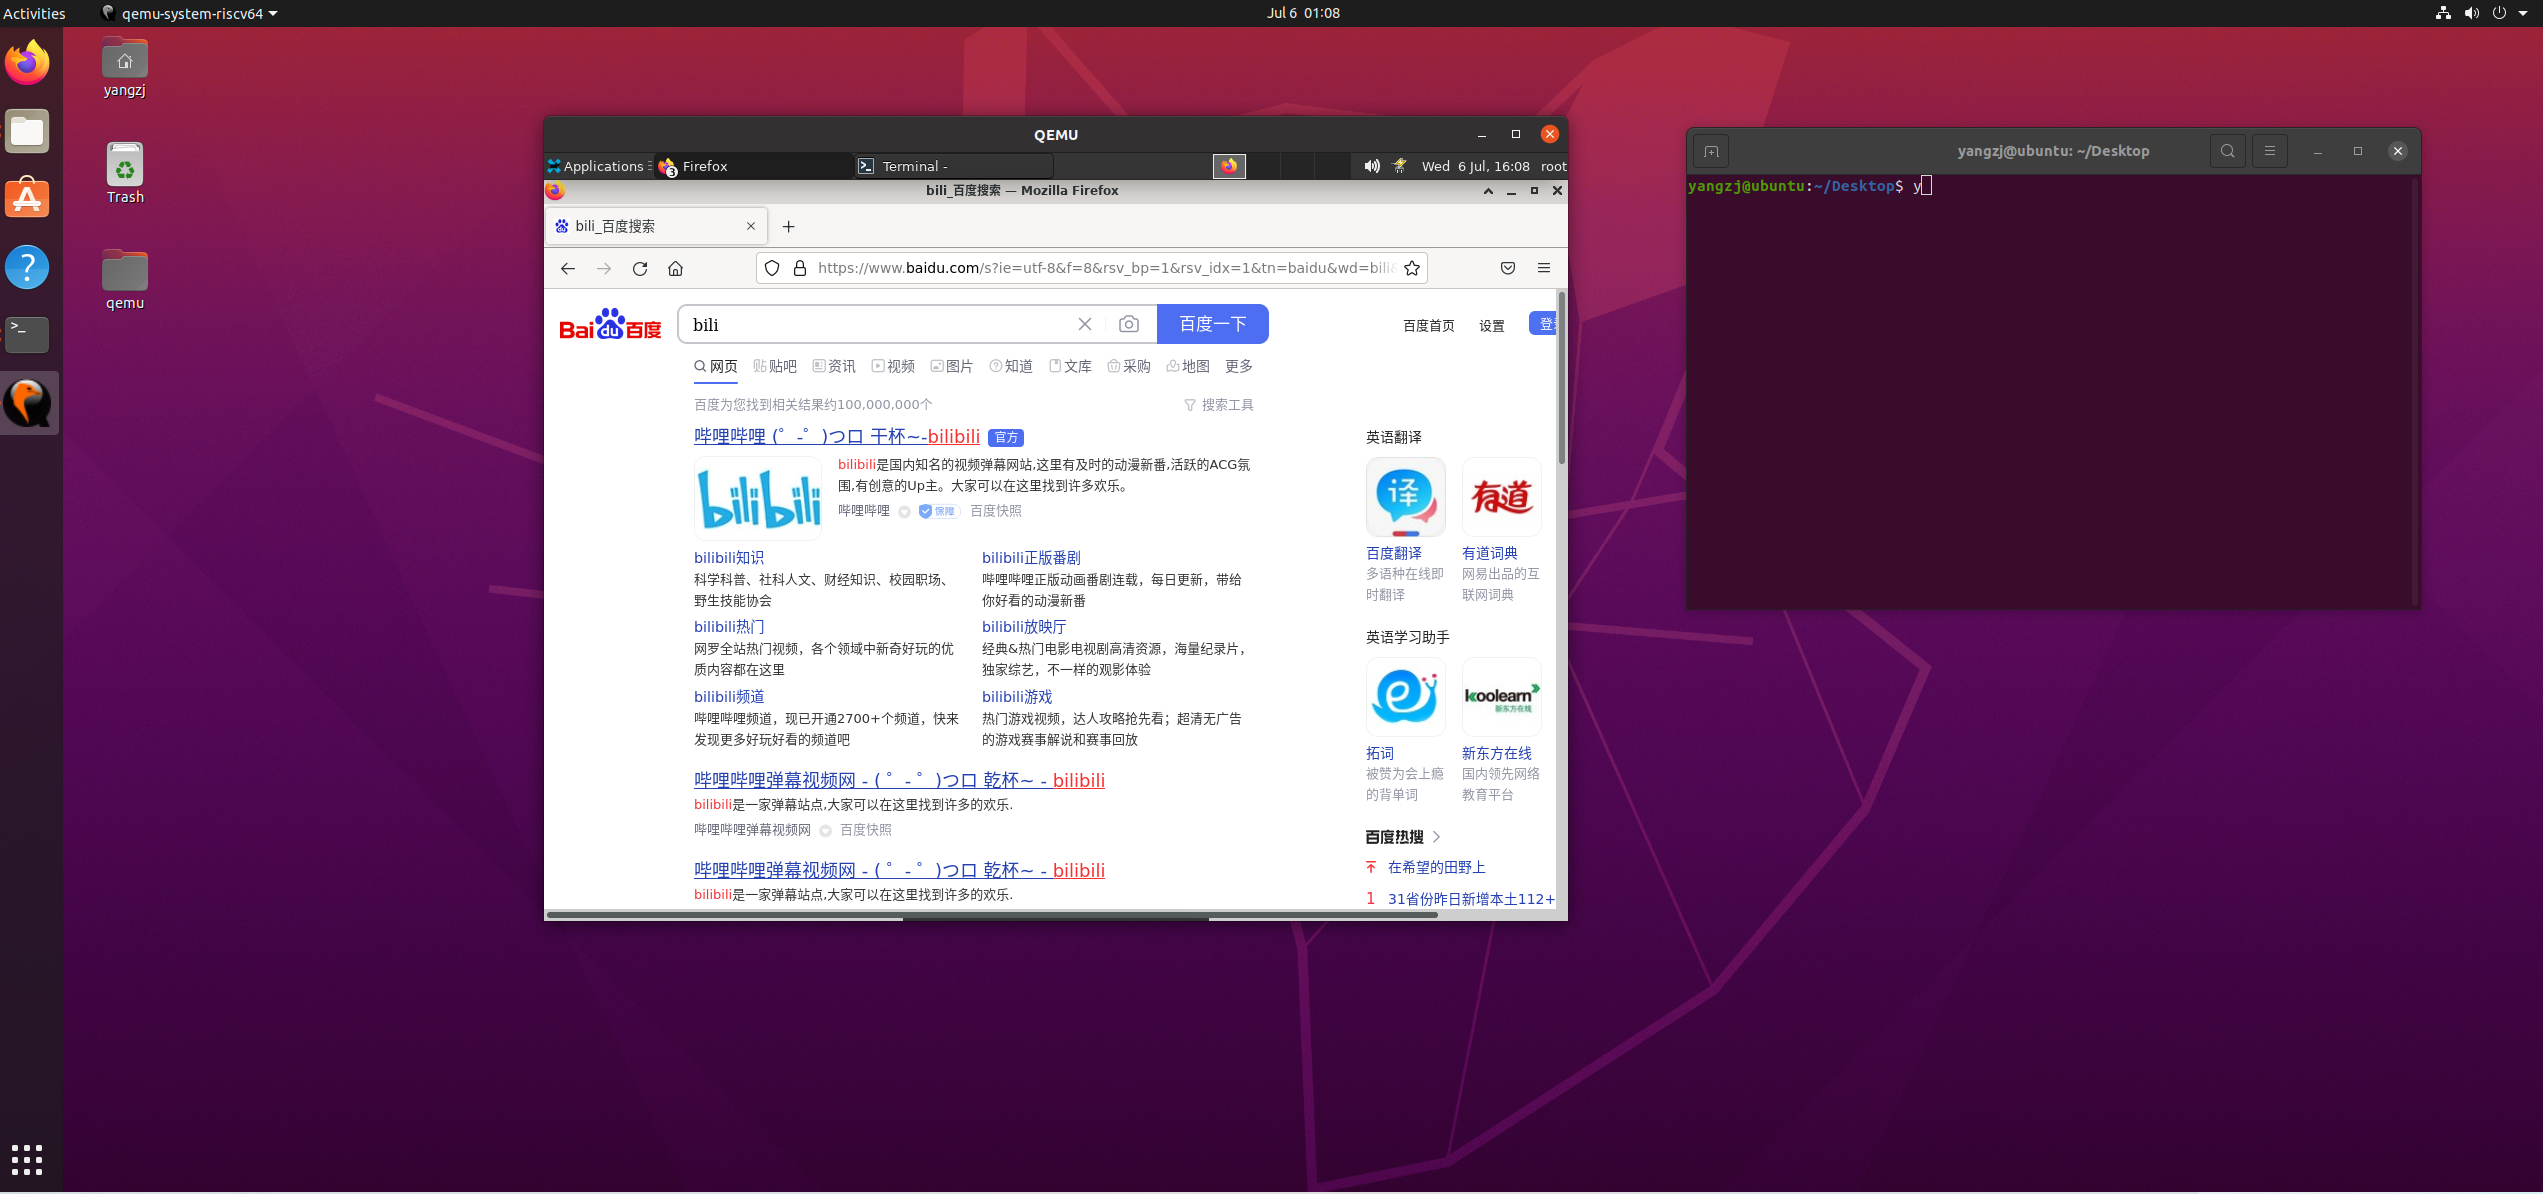 Activities
qemu-system-riscv64
Jul 6 01:08
yangzj
Trash
qemu
QEMU
Applications
3
Firefox
Terminal -
Wed 6 Jul, 16:08
root
bili_百度搜索 — Mozilla Firefox
bili_百度搜索
https://www.baidu.com/s?ie=utf-8&f=8&rsv_bp=1&rsv_idx=1&tn=baidu&wd=bili
Bai du 百度
bili
百度一下
百度首页
设置
登
网页
贴吧
资讯
视频
图片
知道
文库
采购
地图
更多
百度为您找到相关结果约100,000,000个
搜索工具
哔哩哔哩 (゜-゜)つロ 干杯~-bilibili 官方
bilibili
bilibili是国内知名的视频弹幕网站,这里有及时的动漫新番,活跃的ACG氛
围,有创意的Up主。大家可以在这里找到许多欢乐。
哔哩哔哩 保障 百度快照
bilibili知识
科学科普、社科人文、财经知识、校园职场、
野生技能协会
bilibili正版番剧
哔哩哔哩正版动画番剧连载，每日更新，带给
你好看的动漫新番
bilibili热门
网罗全站热门视频，各个领域中新奇好玩的优
质内容都在这里
bilibili放映厅
经典&热门电影电视剧高清资源，海量纪录片，
独家综艺，不一样的观影体验
bilibili频道
哔哩哔哩频道，现已开通2700+个频道，快来
发现更多好玩好看的频道吧
bilibili游戏
热门游戏视频，达人攻略抢先看；超清无广告
的游戏赛事解说和赛事回放
哔哩哔哩弹幕视频网 - ( ゜- ゜)つロ 乾杯~ - bilibili
bilibili是一家弹幕站点,大家可以在这里找到许多的欢乐.
哔哩哔哩弹幕视频网 百度快照
哔哩哔哩弹幕视频网 - ( ゜- ゜)つロ 乾杯~ - bilibili
bilibili是一家弹幕站点,大家可以在这里找到许多的欢乐.
英语翻译
译
有道
百度翻译
多语种在线即
时翻译
有道词典
网易出品的互
联网词典
英语学习助手
koolearn
新东方在线
拓词
被赞为会上瘾
的背单词
新东方在线
国内领先网络
教育平台
百度热搜
在希望的田野上
1 31省份昨日新增本土112+
yangzj@ubuntu: ~/Desktop
yangzj@ubuntu:~/Desktop$ y